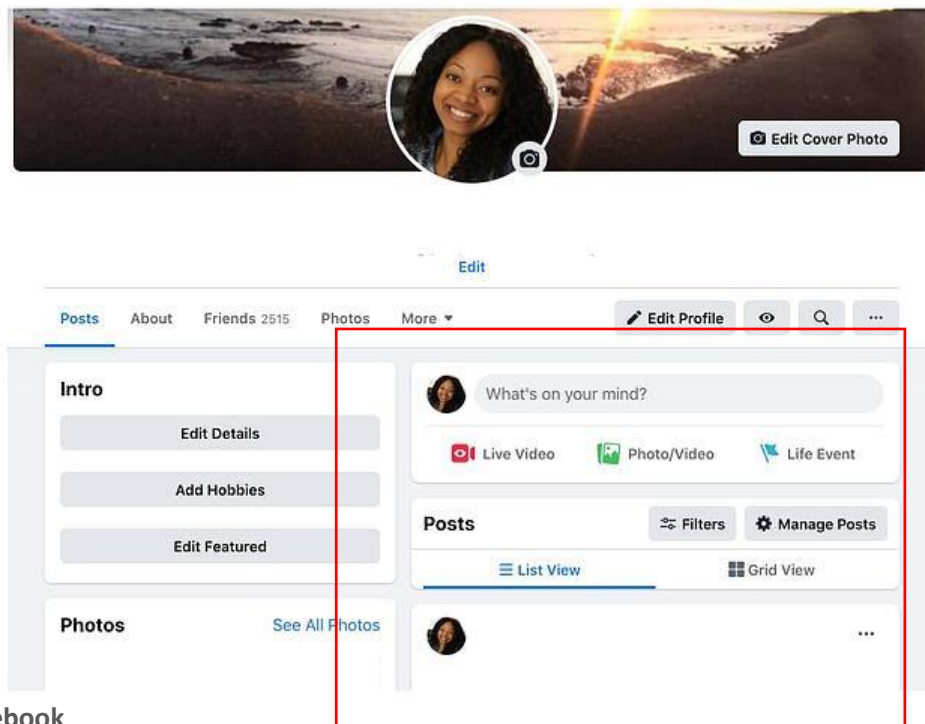 Edit Cover Photo
Edit
Posts About Friends 2515 Photos More Edit Profile ...
Intro
Edit Details
Add Hobbies
Edit Featured
Photos See All Photos
What's on your mind?
Live Video Photo/Video Life Event
Posts Filters Manage Posts
List View Grid View
...
ebook